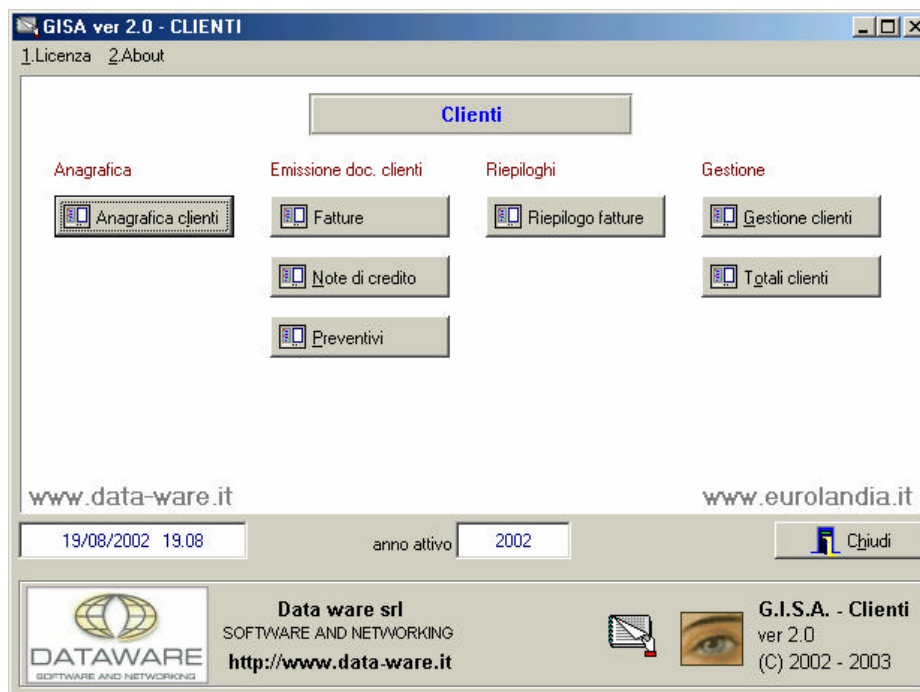 GISA ver 2.0 - CLIENTI
1.Licenza 2.About
Clienti
Anagrafica
Emissione doc. clienti
Riepiloghi
Gestione
Anagrafica clienti
Fatture
Riepilogo fatture
Gestione clienti
Note di credito
Totali clienti
Preventivi
www.data-ware.it
www.eurolandia.it
19/08/2002 19.08
anno attivo
2002
Chiudi
DATAWARE
SOFTWARE AND NETWORKING
Data ware srl
SOFTWARE AND NETWORKING
http://www.data-ware.it
G.I.S.A. - Clienti
ver 2.0
(C) 2002 - 2003